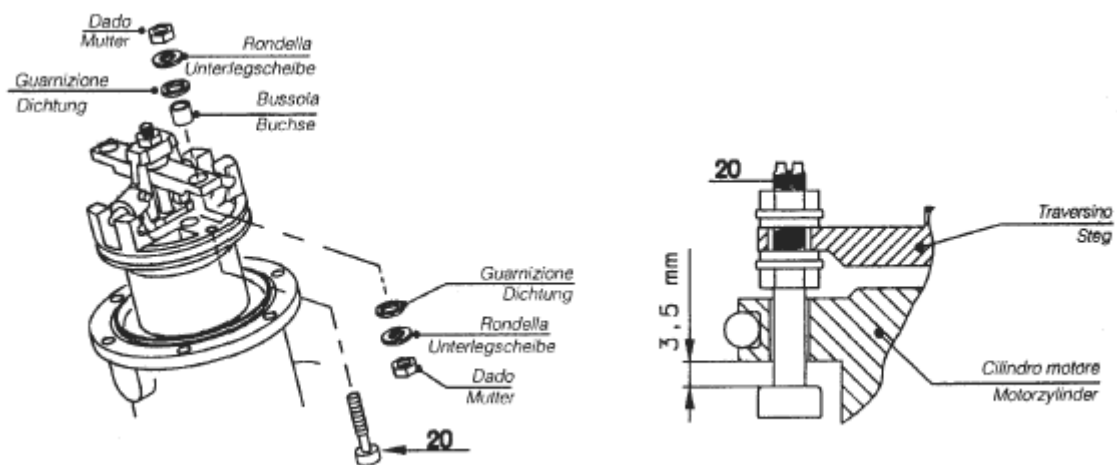 Dado
Mutter
Rondella
Unterlegscheibe
Guarnizione
Dichtung
Bussola
Buchse
Guarnizione
Dichtung
Rondella
Unterlegscheibe
Dado
Mutter
20
20
3,5 mm
Traversino
Steg
Cilindro motore
Motorzylinder